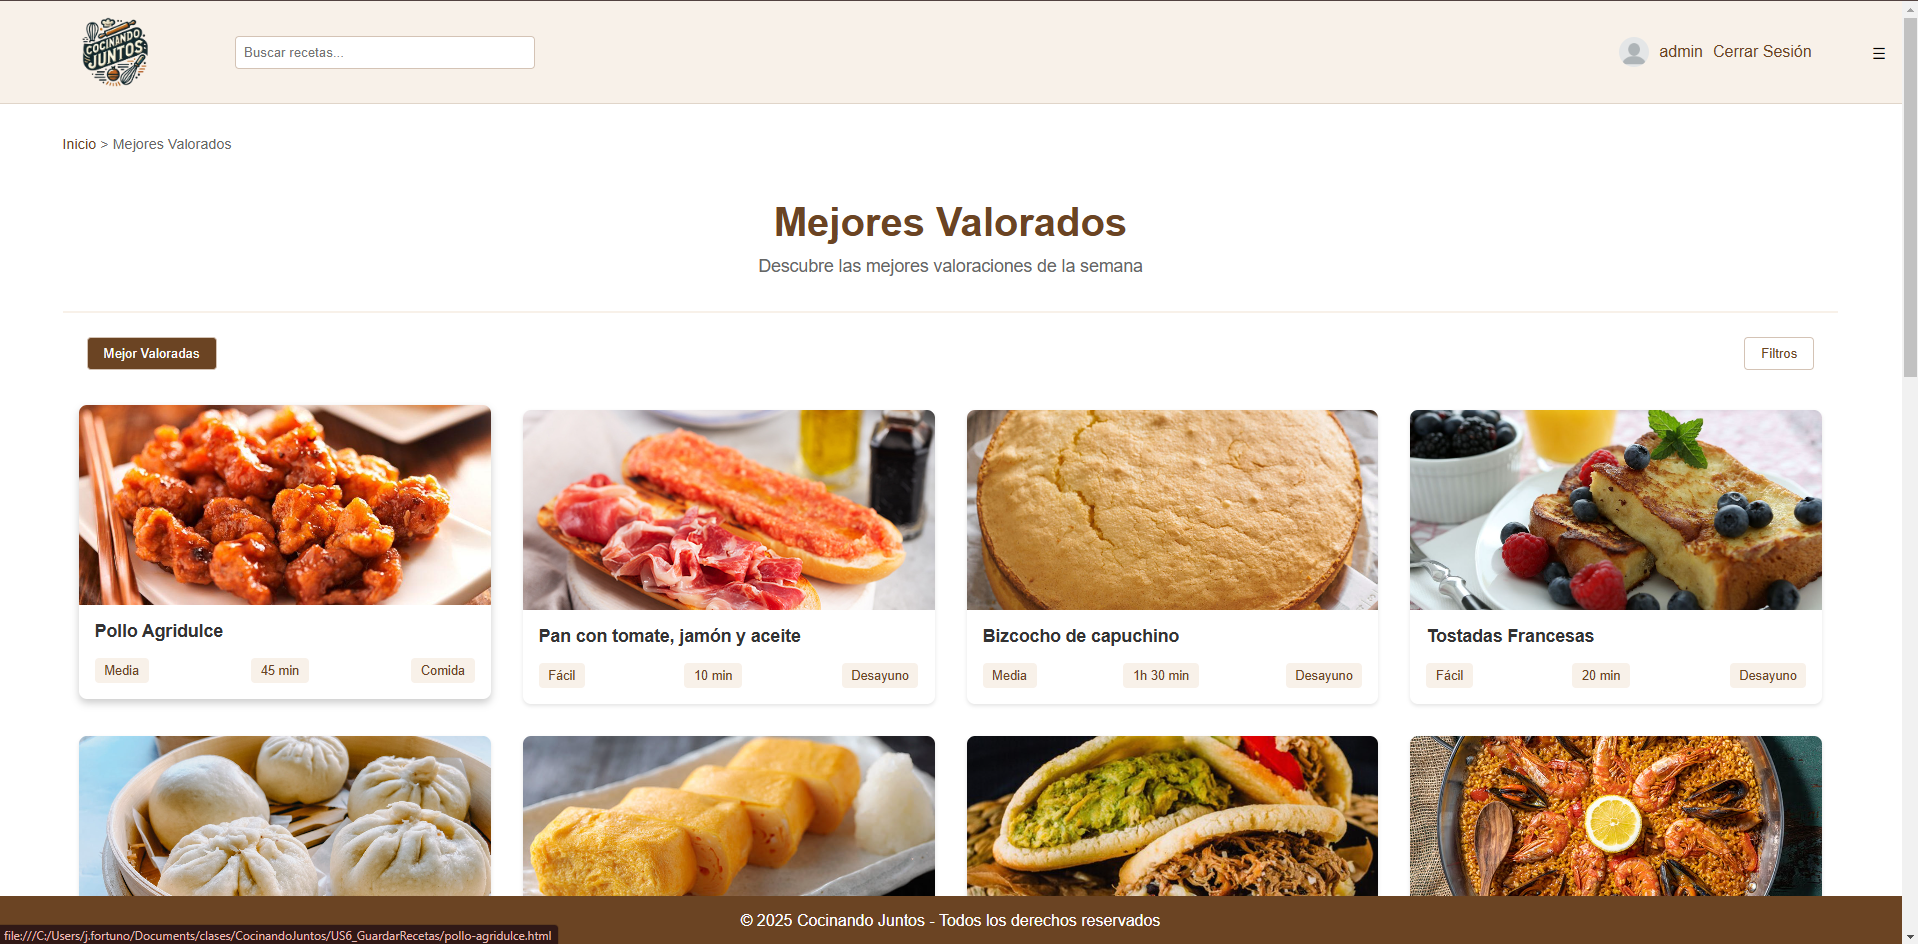 COCINANDO
JUNTOS
Buscar recetas...
admin Cerrar Sesión
☰
Inicio > Mejores Valorados
Mejores Valorados
Descubre las mejores valoraciones de la semana
Mejor Valoradas
Filtros
Pollo Agridulce
Media 45 min Comida
Pan con tomate, jamón y aceite
Fácil 10 min Desayuno
Bizcocho de capuchino
Media 1h 30 min Desayuno
Tostadas Francesas
Fácil 20 min Desayuno
© 2025 Cocinando Juntos - Todos los derechos reservados
file:///C:/Users/j.fortuno/Documents/clases/CocinandoJuntos/US6_GuardarRecetas/pollo-agridulce.html